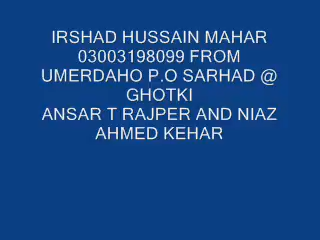 IRSHAD HUSSAIN MAHAR
03003198099 FROM
UMERDAHO P.O SARHAD @
GHOTKI
ANSAR T RAJPER AND NIAZ
AHMED KEHAR